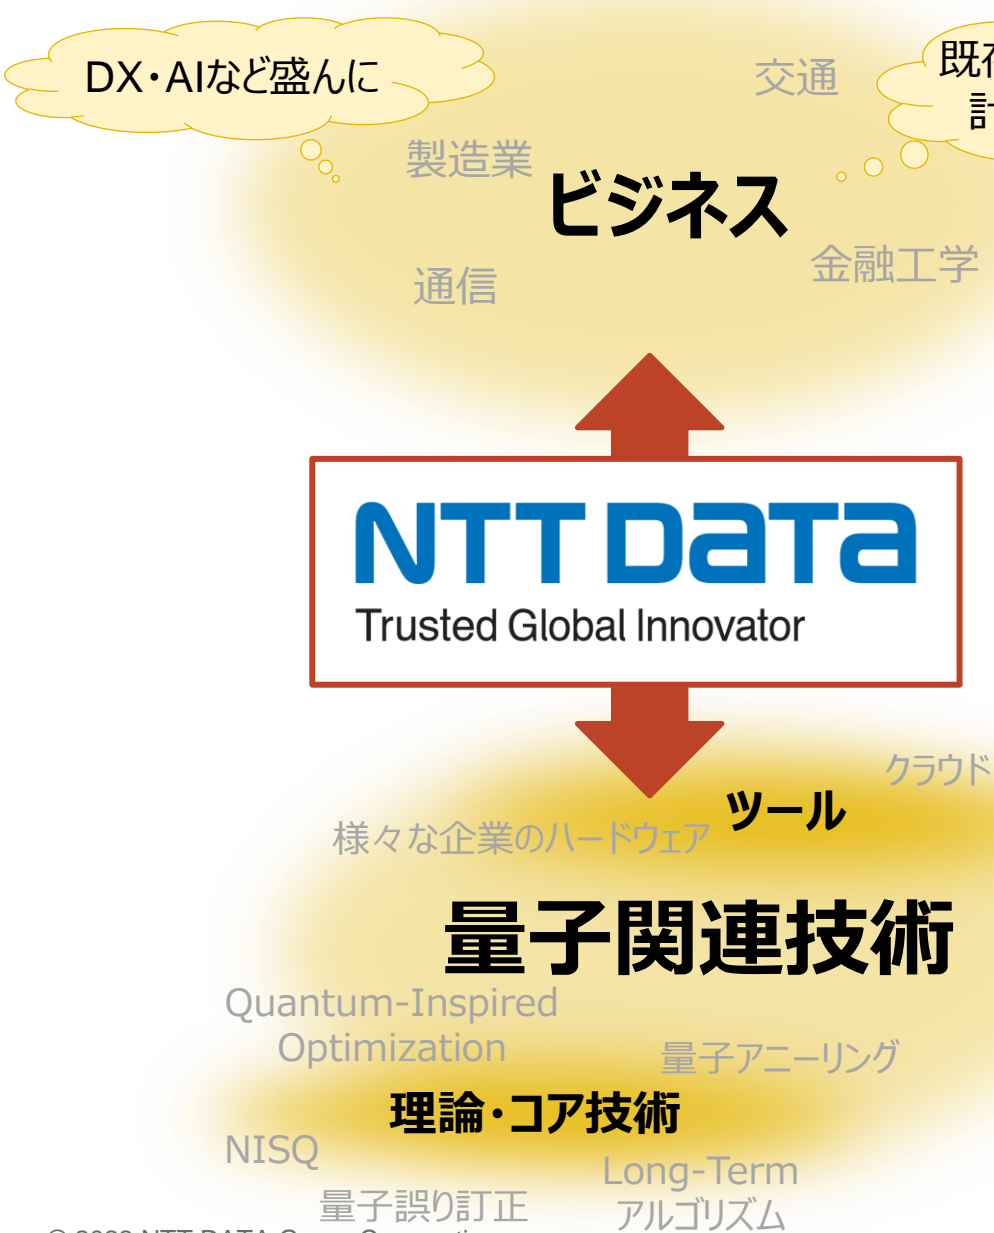 DX・AIなど盛んに
交通
製造業
ビジネス
金融工学
通信
NTT DATA
Trusted Global Innovator
クラウド
ツール
様々な企業のハードウェア
量子関連技術
Quantum-Inspired
Optimization
量子アニーリング
理論・コア技術
NISQ
Long-Term
アルゴリズム
量子誤り訂正
NTT DATA